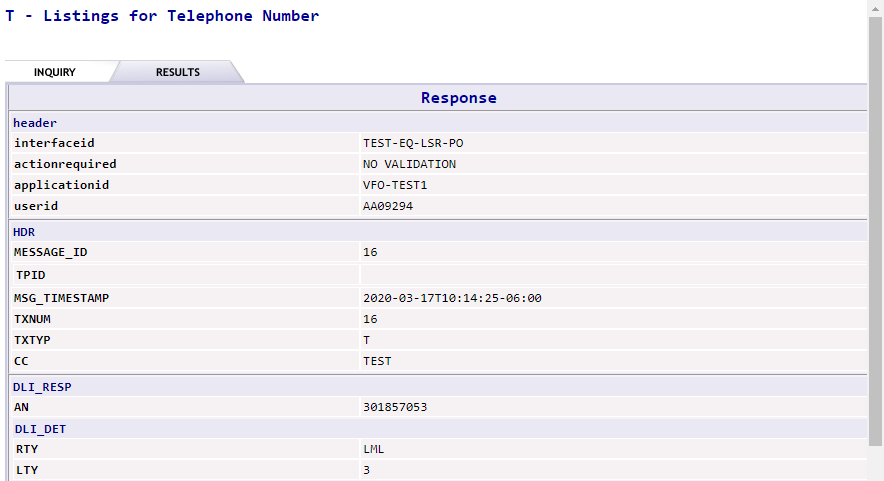 T - Listings for Telephone Number
INQUIRY RESULTS
Response
header
interfaceid TEST-EQ-LSR-PO
actionrequired NO VALIDATION
applicationid VFO-TEST1
userid AA09294
HDR
MESSAGE_ID 16
TPID
MSG_TIMESTAMP 2020-03-17T10:14:25-06:00
TXNUM 16
TXTYP T
CC TEST
DLI_RESP
AN 301857053
DLI_DET
RTY LML
LTY 3